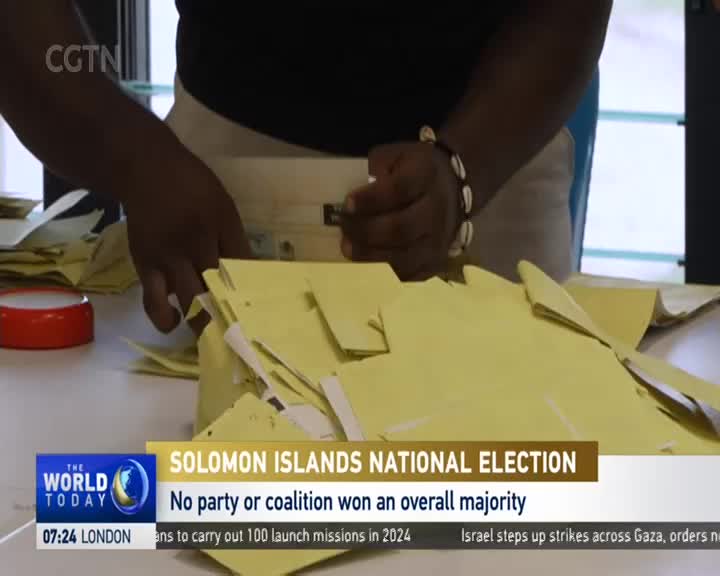 CGTN
SOLOMON ISLANDS NATIONAL ELECTION
THE WORLD TODAY
No party or coalition won an overall majority
07:24 LONDON
ans to carry out 100 launch missions in 2024 Israel steps up strikes across Gaza, orders n